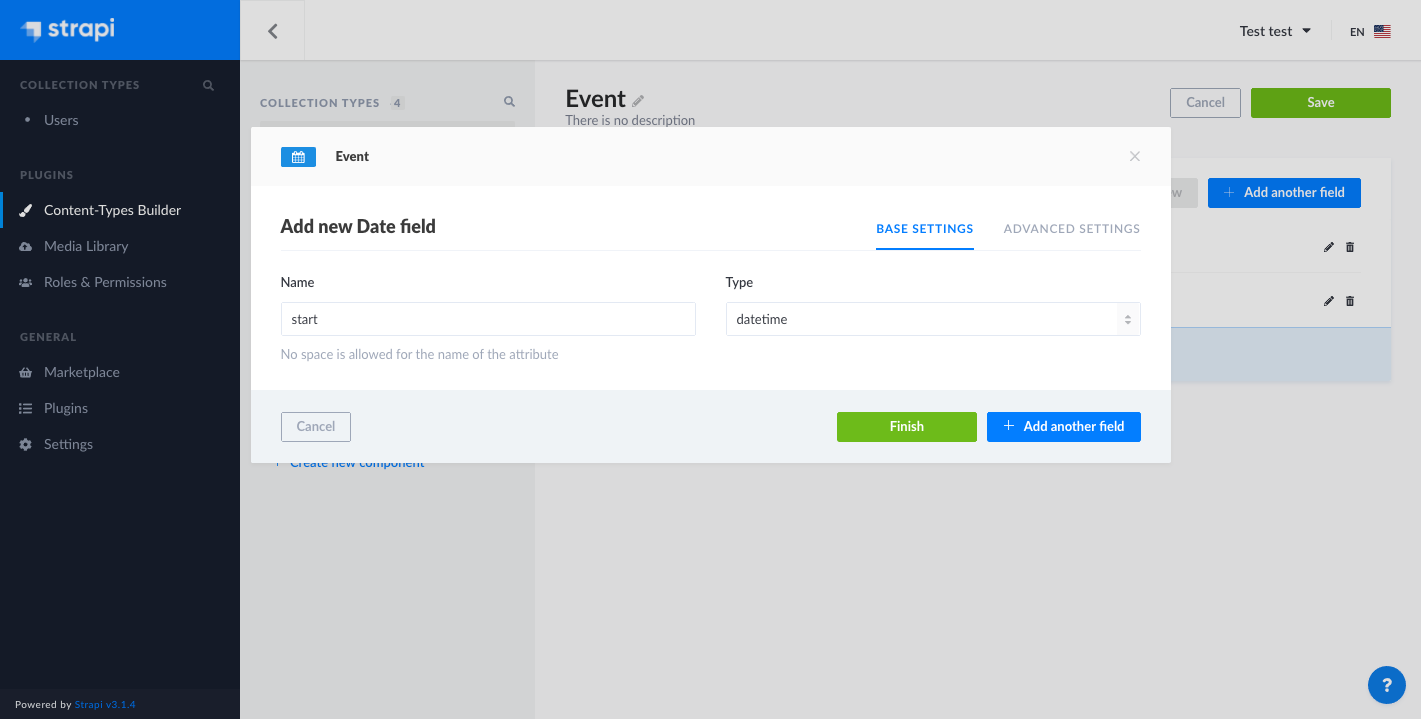 strapi
Test test
EN
COLLECTION TYPES
Users
PLUGINS
Content-Types Builder
Media Library
Roles & Permissions
GENERAL
Marketplace
Plugins
Settings
Powered by Strapi v3.1.4
COLLECTION TYPES 4
Event
There is no description
Cancel
Save
Add another field
Event
Add new Date field
BASE SETTINGS
ADVANCED SETTINGS
Name
Type
start
datetime
No space is allowed for the name of the attribute
Cancel
Finish
Add another field
Create new component
?